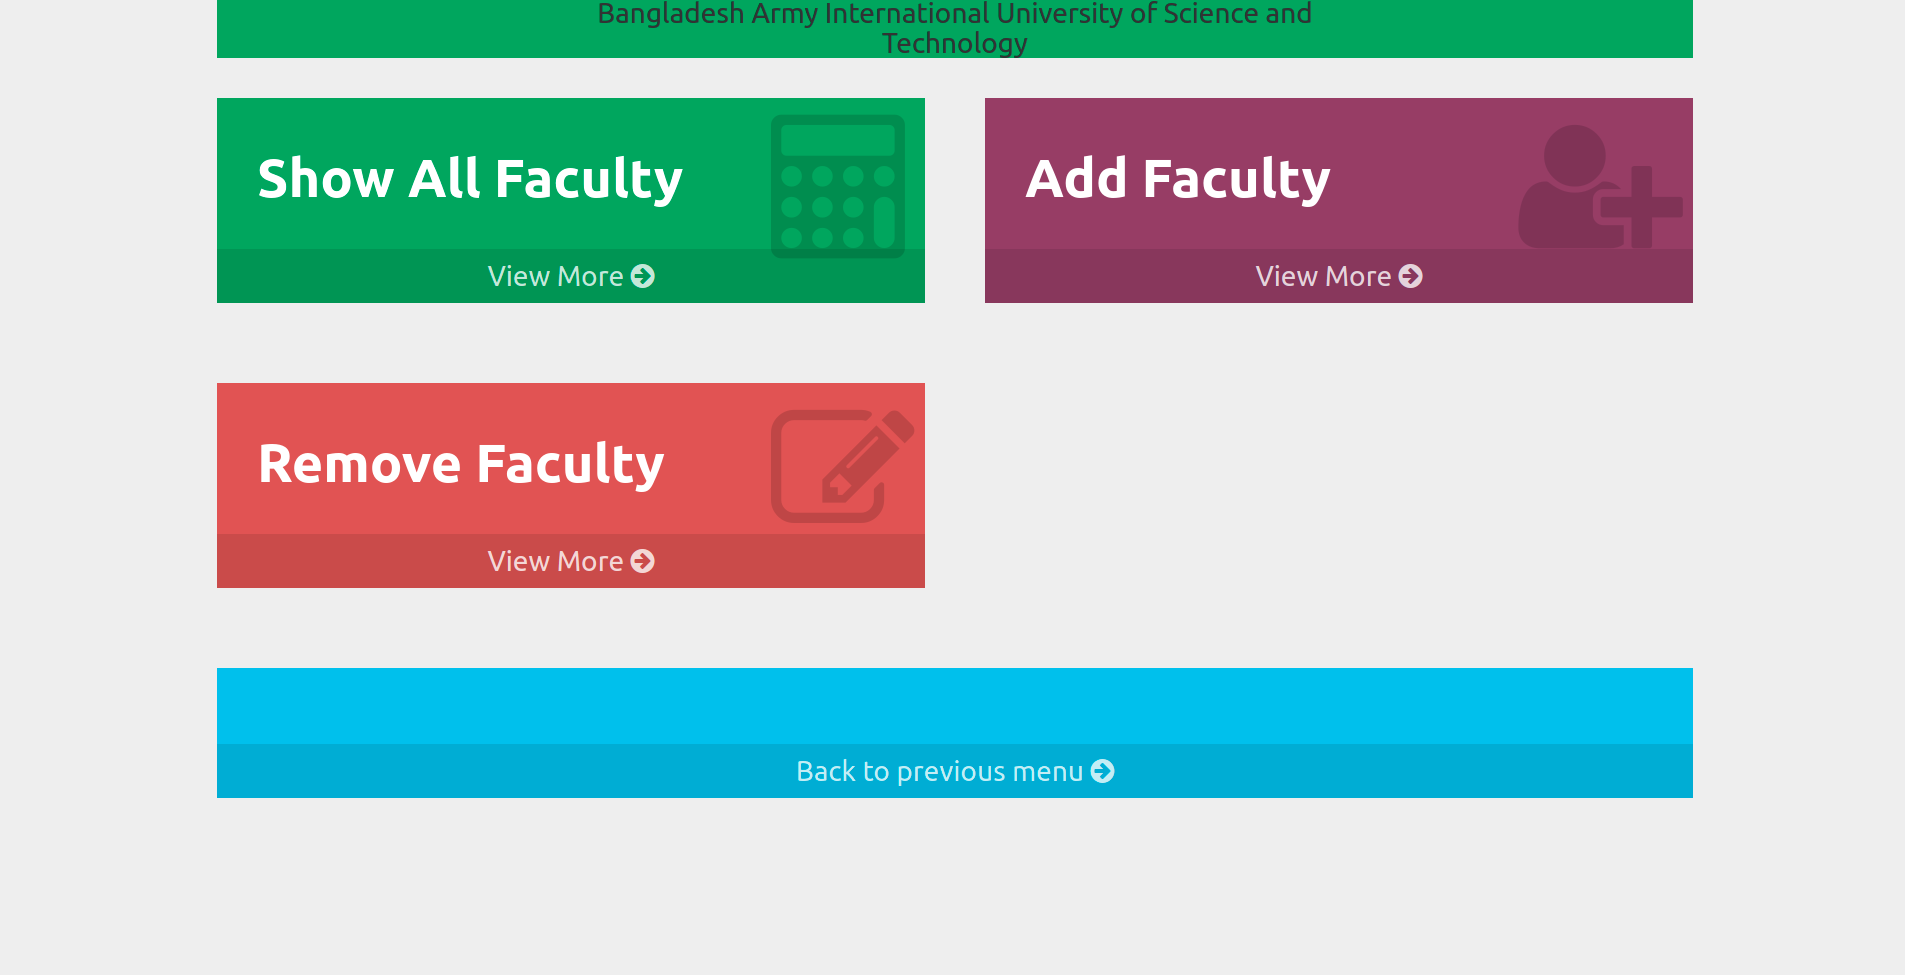 Bangladesh Army International University of Science and
Technology
Show All Faculty
View More
Add Faculty
View More
Remove Faculty
View More
Back to previous menu